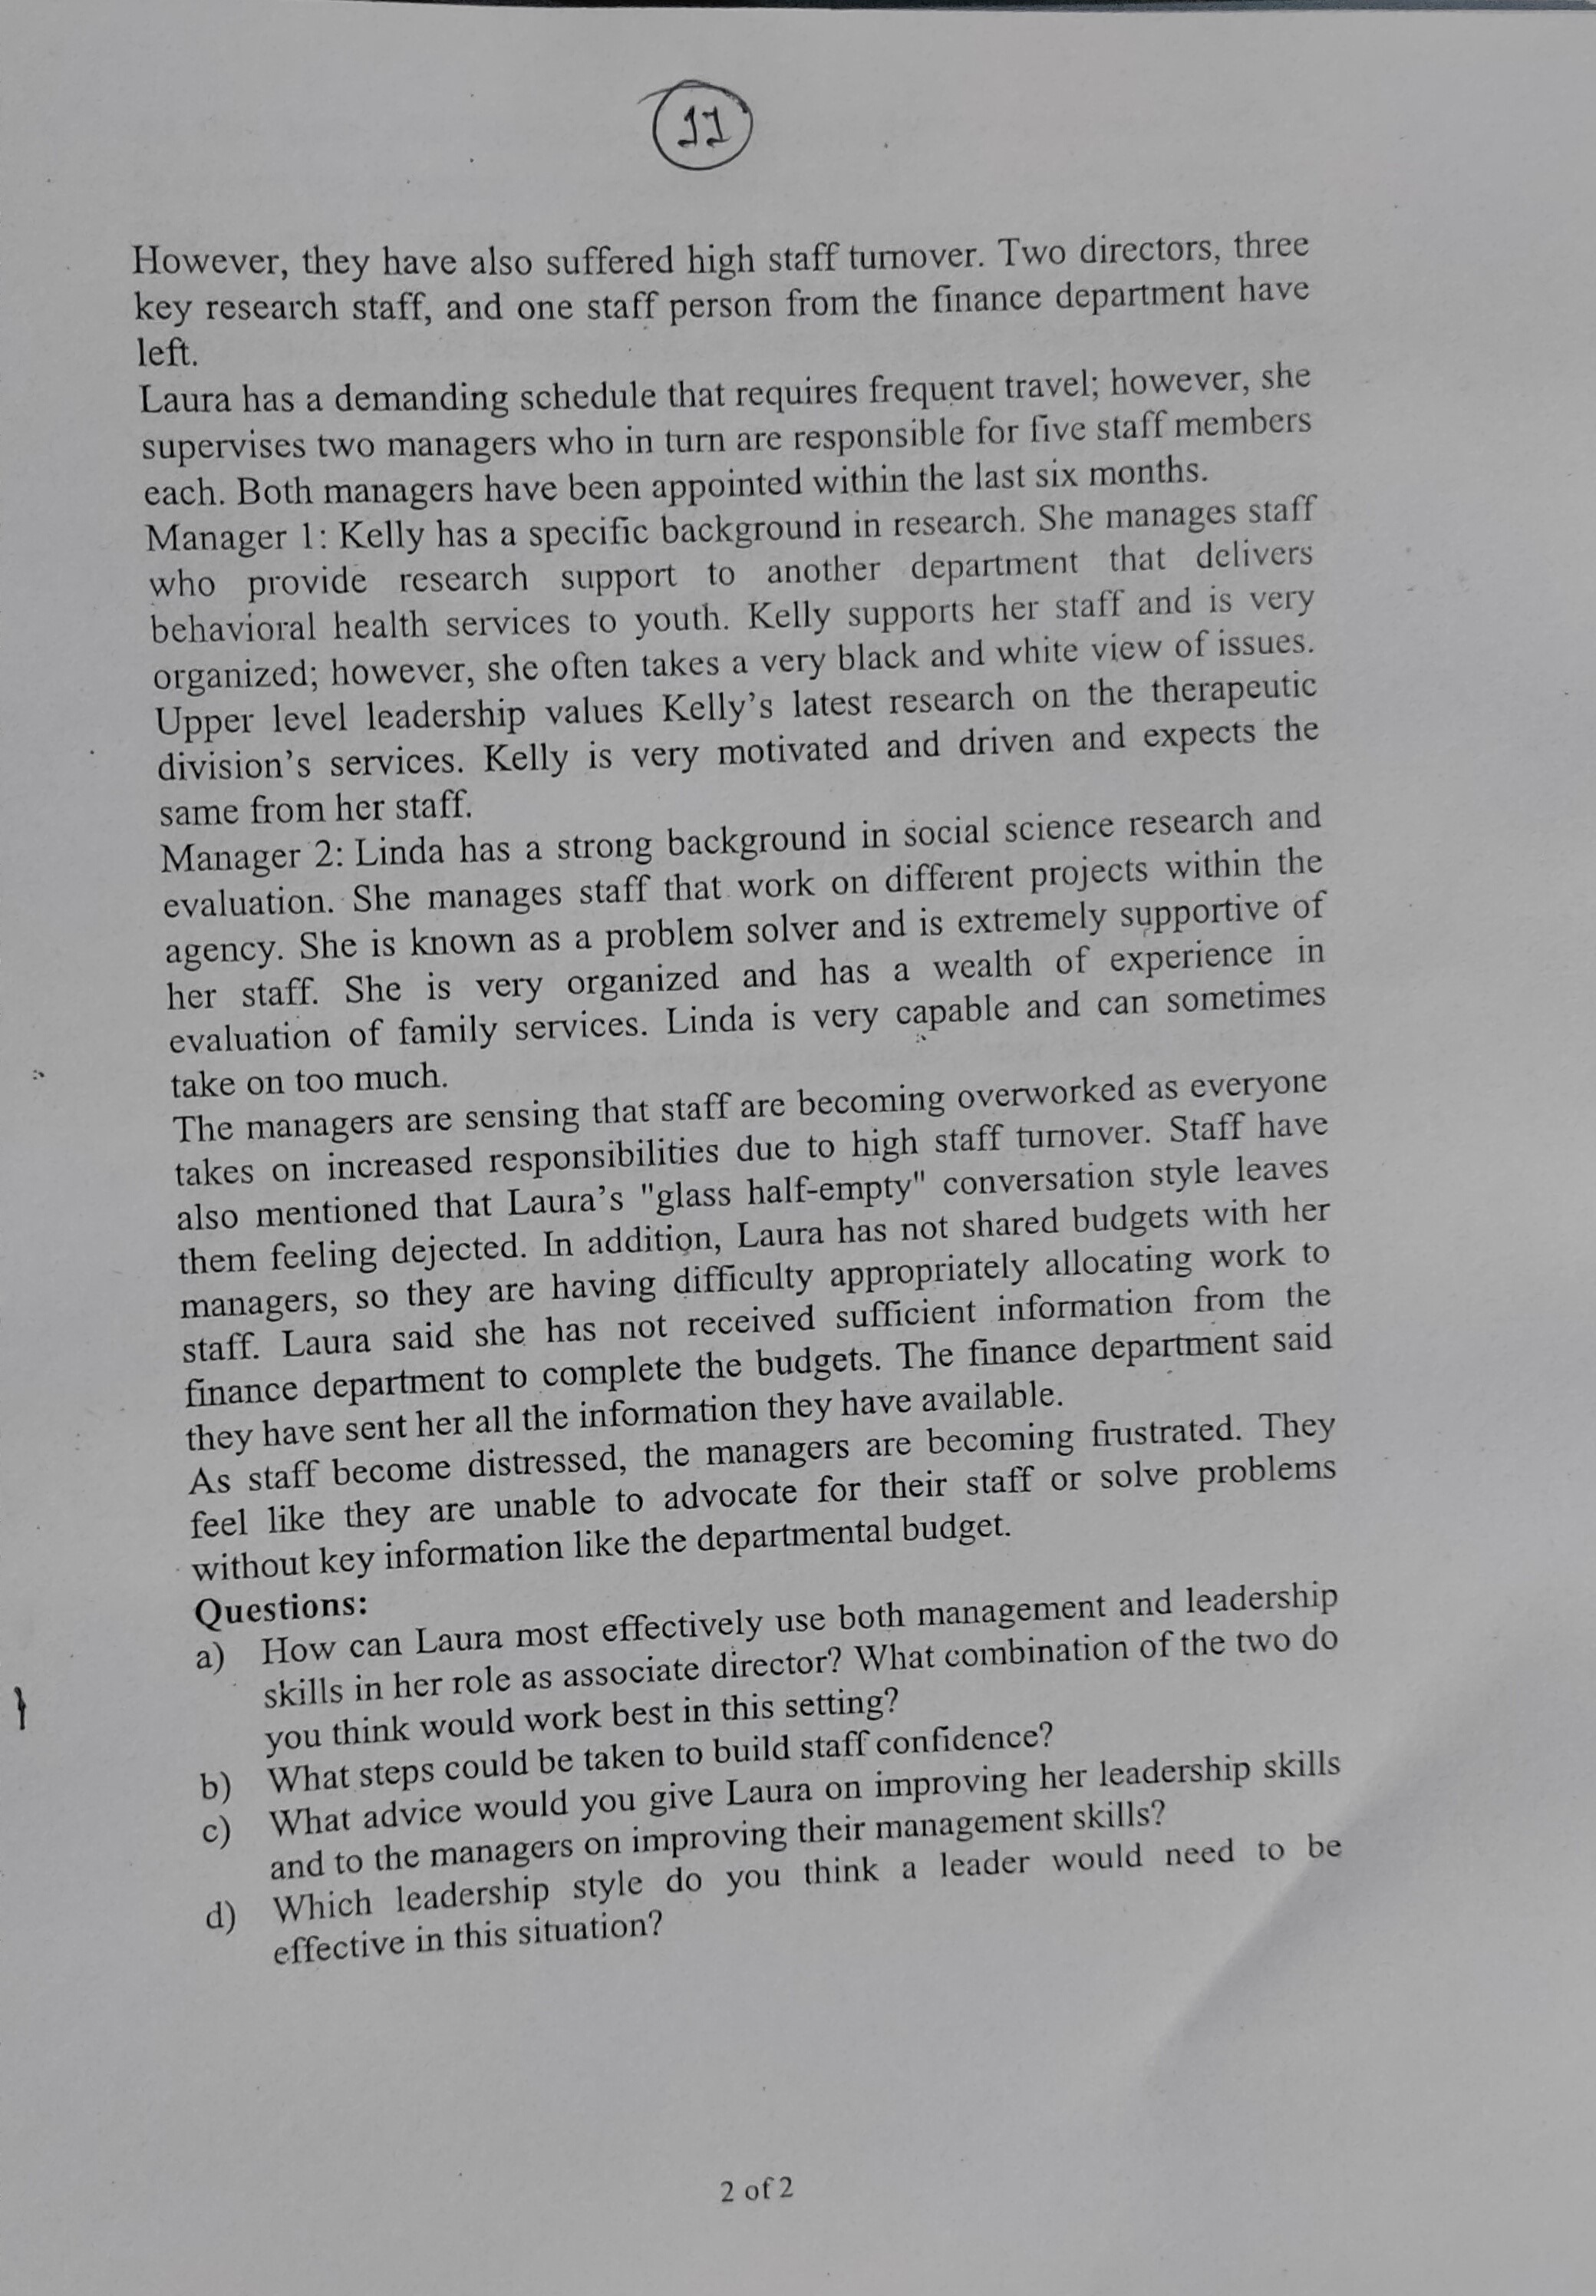 11
However, they have also suffered high staff turnover. Two directors, three
key research staff, and one staff person from the finance department have
left.
Laura has a demanding schedule that requires frequent travel; however, she
supervises two managers who in turn are responsible for five staff members
each. Both managers have been appointed within the last six months.
Manager 1: Kelly has a specific background in research. She manages staff
who provide research support to another department that delivers
behavioral health services to youth. Kelly supports her staff and is very
organized; however, she often takes a very black and white view of issues.
Upper level leadership values Kelly's latest research on the therapeutic
division's services. Kelly is very motivated and driven and expects the
same from her staff.
Manager 2: Linda has a strong background in social science research and
evaluation. She manages staff that work on different projects within the
agency. She is known as a problem solver and is extremely supportive of
her staff. She is very organized and has a wealth of experience in
evaluation of family services. Linda is very capable and can sometimes
take on too much.
The managers are sensing that staff are becoming overworked as everyone
takes on increased responsibilities due to high staff turnover. Staff have
also mentioned that Laura's "glass half-empty" conversation style leaves
them feeling dejected. In addition, Laura has not shared budgets with her
managers, so they are having difficulty appropriately allocating work to
staff. Laura said she has not received sufficient information from the
finance department to complete the budgets. The finance department said
they have sent her all the information they have available.
As staff become distressed, the managers are becoming frustrated. They
feel like they are unable to advocate for their staff or solve problems
without key information like the departmental budget.
Questions:
a) How can Laura most effectively use both management and leadership
skills in her role as associate director? What combination of the two do
you think would work best in this setting?
b) What steps could be taken to build staff confidence?
c) What advice would you give Laura on improving her leadership skills
and to the managers on improving their management skills?
d) Which leadership style do you think a leader would need to be
effective in this situation?
2 of 2